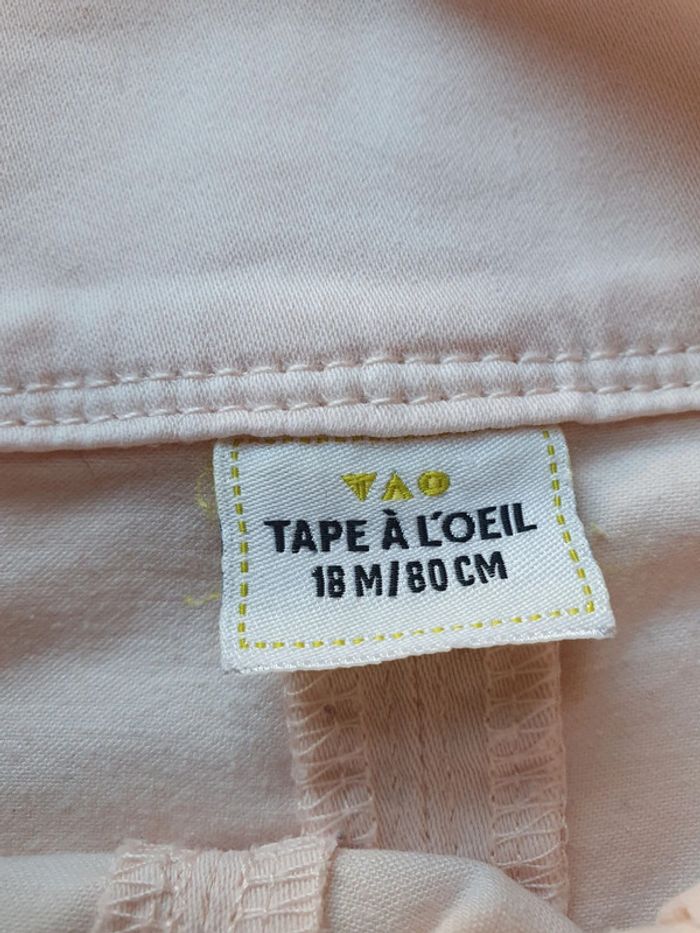 TAO
TAPE À L'OEIL
18 M/80 CM